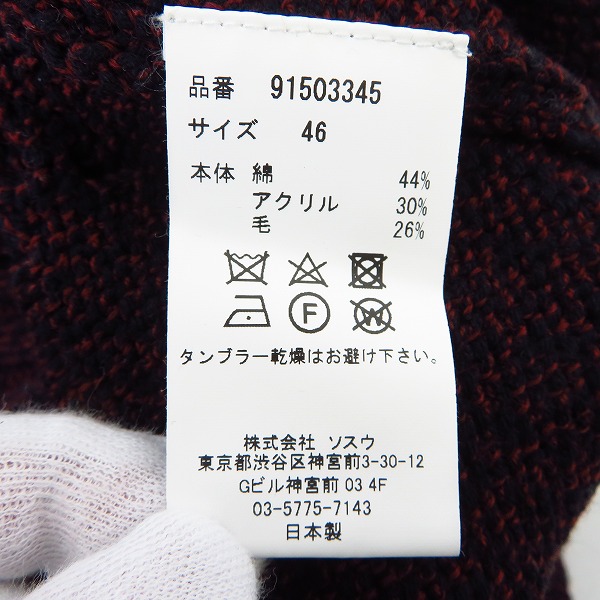 品番 91503345
サイズ 46
本体 綿 44%
アクリル 30%
毛 26%
F W
タンブラー乾燥はお避け下さい。
株式会社 ソスウ
東京都渋谷区神宮前3-30-12
Gビル神宮前 03 4F
03-5775-7143
日本製